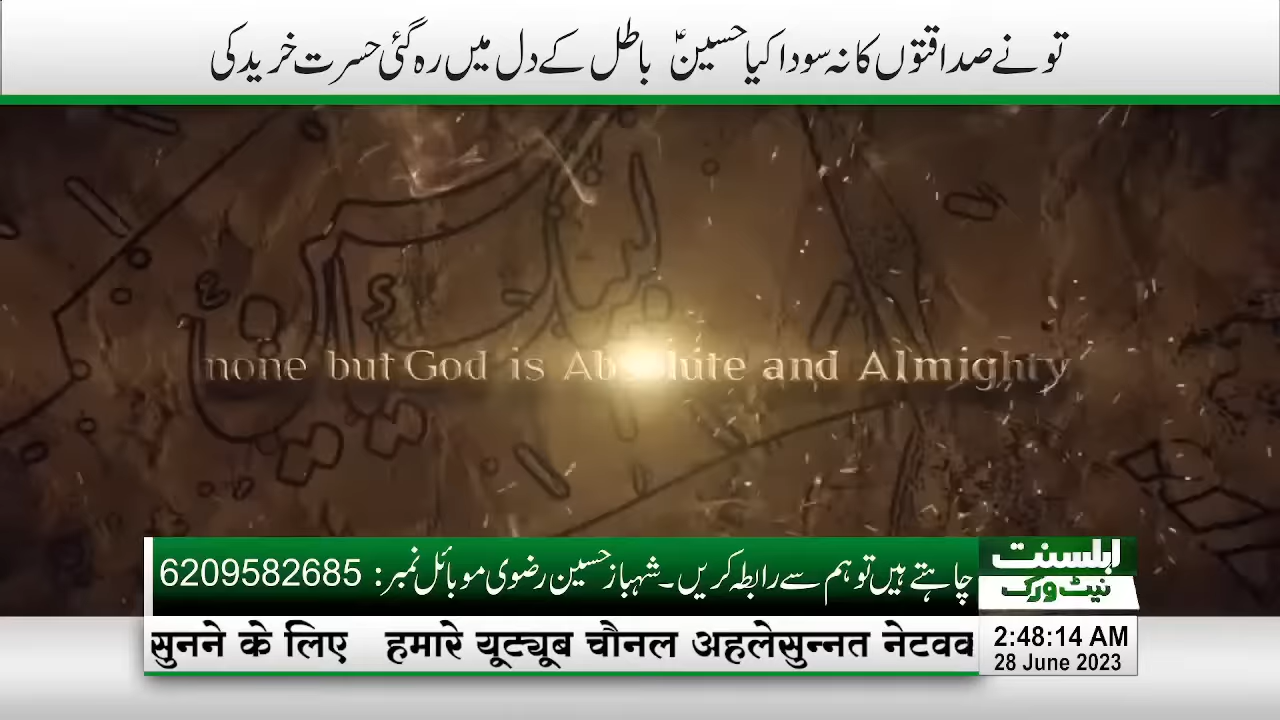 تو نے صداقتوں کا نہ سودا کیا حسینؑ باطل کے دل میں رہ گئی حسرت خرید کی
none but God is Absolute and Almighty
چاہتے ہیں تو ہم سے رابطہ کریں۔ شہباز حسین رضوی موبائل نمبر: 6209582685
اہلسنت
نیٹ ورک
सुनने के लिए हमारे यूट्यूब चौनल अहलेसुन्नत नेटवव
2:48:14 AM
28 June 2023